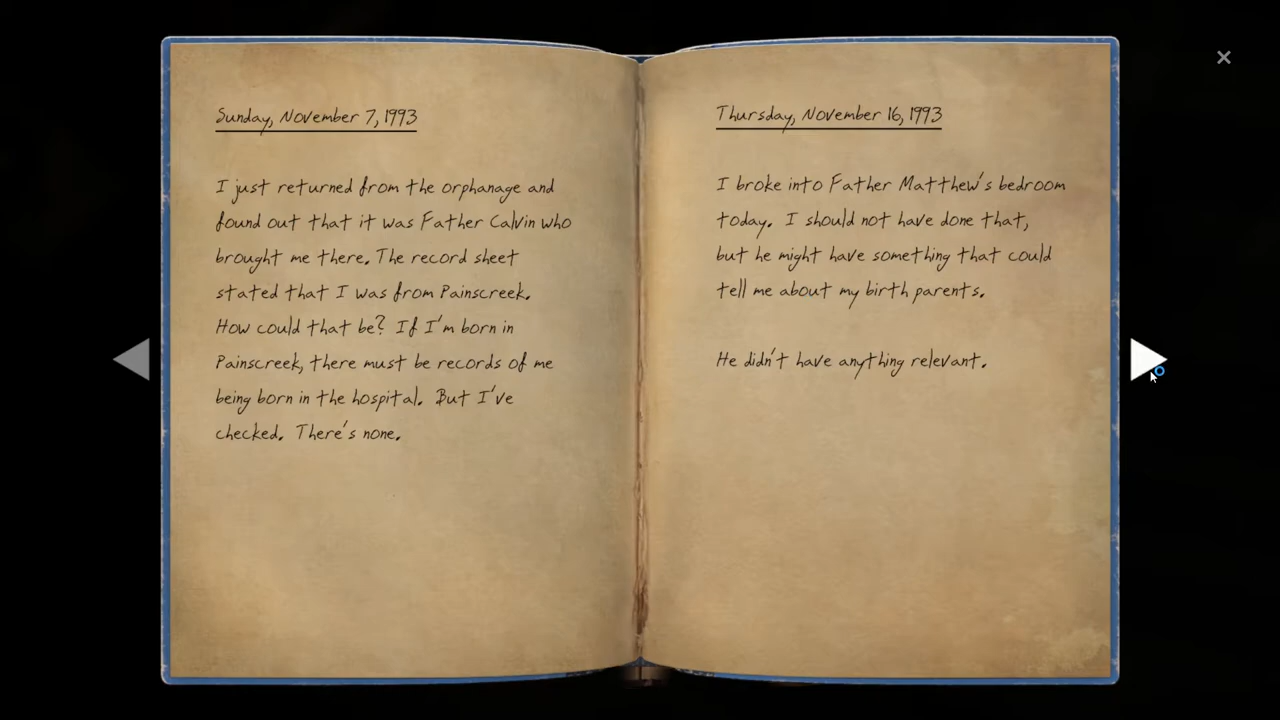 Sunday, November 7, 1993
I just returned from the orphanage and
found out that it was Father Calvin who
brought me there. The record sheet
stated that I was from Painscreek.
How could that be? If I'm born in
Painscreek, there must be records of me
being born in the hospital. But I've
checked. There's none.
Thursday, November 16, 1993
I broke into Father Matthew's bedroom
today. I should not have done that,
but he might have something that could
tell me about my birth parents.
He didn't have anything relevant.